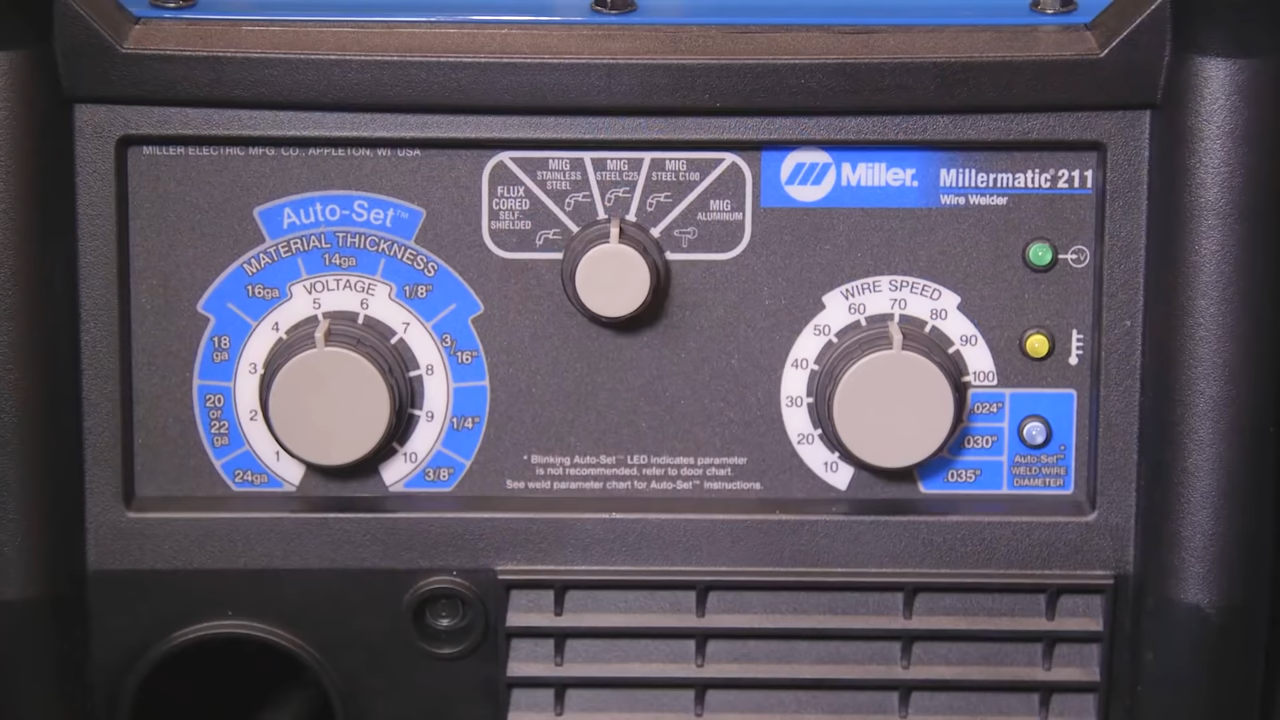 MILLER ELECTRIC MFG. CO., APPLETON, WI USA
Auto-Set™
MATERIAL THICKNESS
24ga
20 or 22 ga
18 ga
16ga
14ga
1/8"
3/16"
1/4"
3/8"
VOLTAGE
1
2
3
4
5
6
7
8
9
10
FLUX
CORED
SELF-
SHIELDED
MIG
STAINLESS
STEEL
MIG
STEEL C25
MIG
STEEL C100
MIG
ALUMINUM
Miller.
Millermatic® 211
Wire Welder
V
WIRE SPEED
10
20
30
40
50
60
70
80
90
100
.024"
.030"
.035"
*
Auto-Set™
WELD WIRE
DIAMETER
* Blinking Auto-Set™ LED indicates parameter
is not recommended, refer to door chart.
See weld parameter chart for Auto-Set™ instructions.